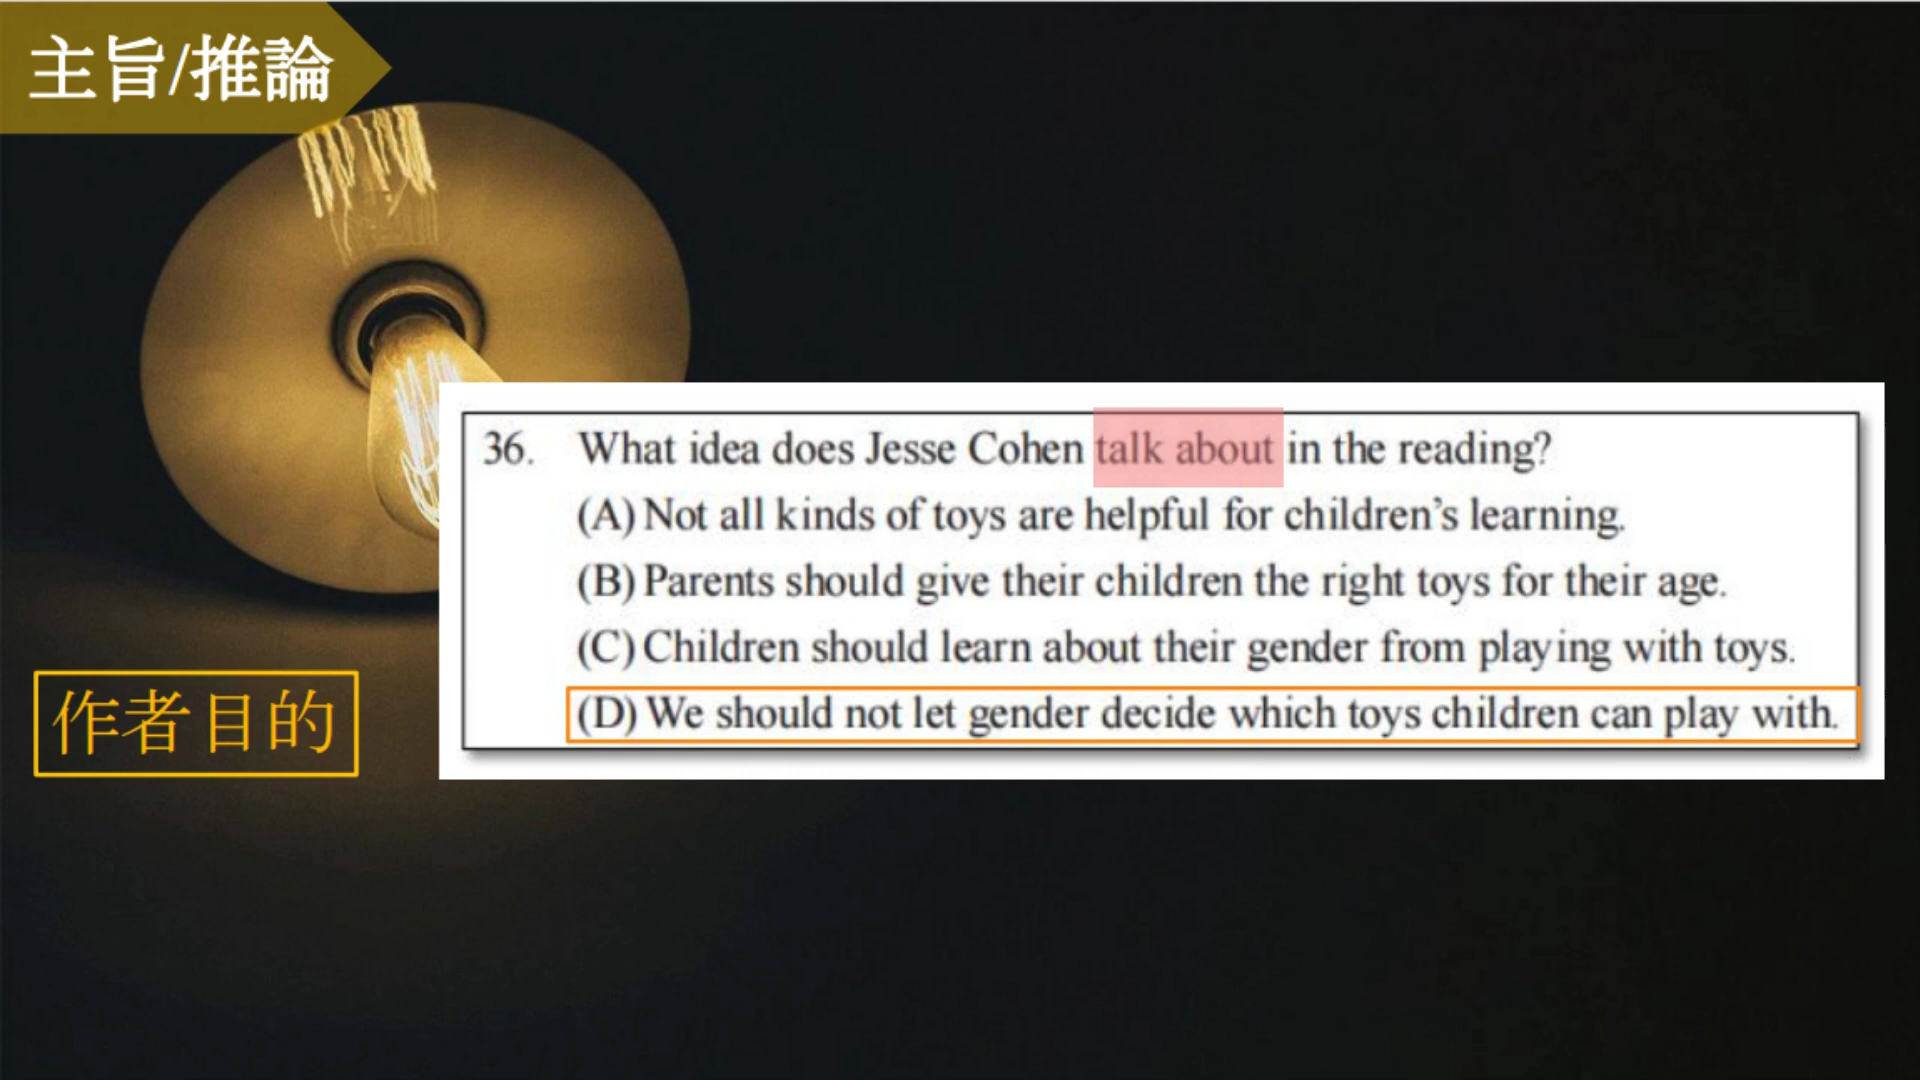 主旨/推論
36. What idea does Jesse Cohen talk about in the reading?
(A) Not all kinds of toys are helpful for children's learning.
(B) Parents should give their children the right toys for their age.
(C) Children should learn about their gender from playing with toys.
(D) We should not let gender decide which toys children can play with.
作者目的